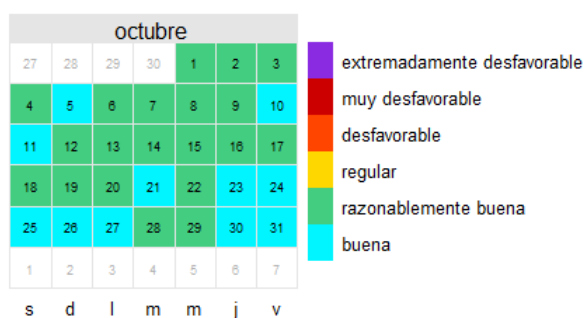 octubre
27 28 29 30 1 2 3
4 5 6 7 8 9 10
11 12 13 14 15 16 17
18 19 20 21 22 23 24
25 26 27 28 29 30 31
1 2 3 4 5 6 7
s d l m m j v
extremadamente desfavorable
muy desfavorable
desfavorable
regular
razonablemente buena
buena